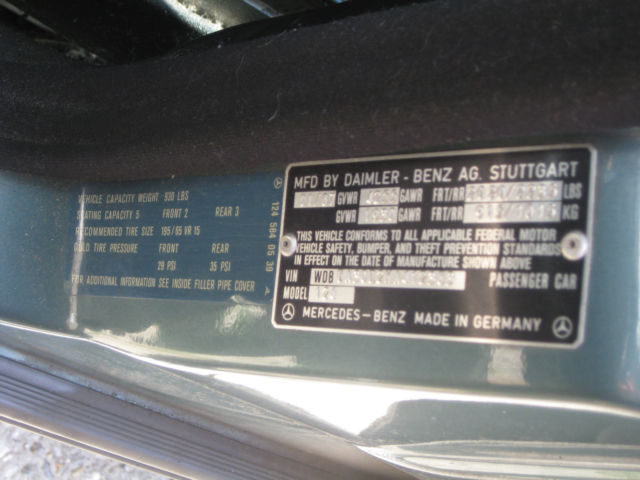 VEHICLE CAPACITY WEIGHT 930 LBS
SEATING CAPACITY 5 FRONT 2 REAR 3
RECOMMENDED TIRE SIZE 195/65 VR 15
COLD TIRE PRESSURE FRONT REAR
29 PSI 35 PSI
FOR ADDITIONAL INFORMATION SEE INSIDE FILLER PIPE COVER
124 584 05 39 A
MFD BY DAIMLER-BENZ AG. STUTTGART
GVWR GAWR FRT/RR LBS
GVWR GAWR FRT/RR KG
THIS VEHICLE CONFORMS TO ALL APPLICABLE FEDERAL MOTOR
VEHICLE SAFETY, BUMPER, AND THEFT PREVENTION STANDARDS
IN EFFECT ON THE DATE OF MANUFACTURE SHOWN ABOVE
VIN WDB PASSENGER CAR
MODEL
MERCEDES-BENZ MADE IN GERMANY